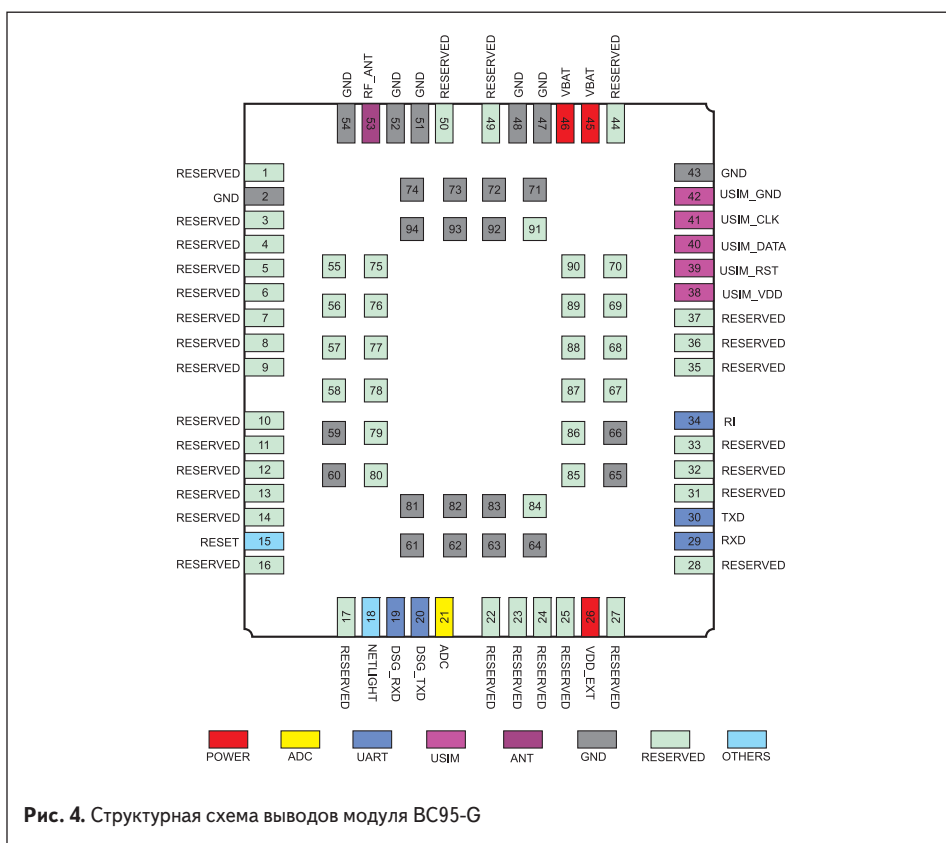 GND RF_ANT GND GND RESERVED RESERVED GND GND VBAT VBAT RESERVED
54 53 52 51 50 49 48 47 46 45 44
RESERVED 1 74 73 72 71 43 GND
GND 2 42 USIM_GND
RESERVED 3 94 93 92 91 41 USIM_CLK
RESERVED 4 40 USIM_DATA
RESERVED 5 55 75 90 70 39 USIM_RST
RESERVED 6 56 76 89 69 38 USIM_VDD
RESERVED 7 37 RESERVED
RESERVED 8 57 77 88 68 36 RESERVED
RESERVED 9 35 RESERVED
58 78 87 67
RESERVED 10 34 RI
RESERVED 11 59 79 86 66 33 RESERVED
RESERVED 12 60 80 85 65 32 RESERVED
RESERVED 13 81 82 83 84 31 RESERVED
RESERVED 14 30 TXD
RESET 15 61 62 63 64 29 RXD
RESERVED 16 28 RESERVED
17 18 19 20 21 22 23 24 25 26 27
RESERVED NETLIGHT DSG_RXD DSG_TXD ADC RESERVED RESERVED RESERVED RESERVED VDD_EXT RESERVED
POWER ADC UART USIM ANT GND RESERVED OTHERS
Рис. 4. Структурная схема выводов модуля BC95-G